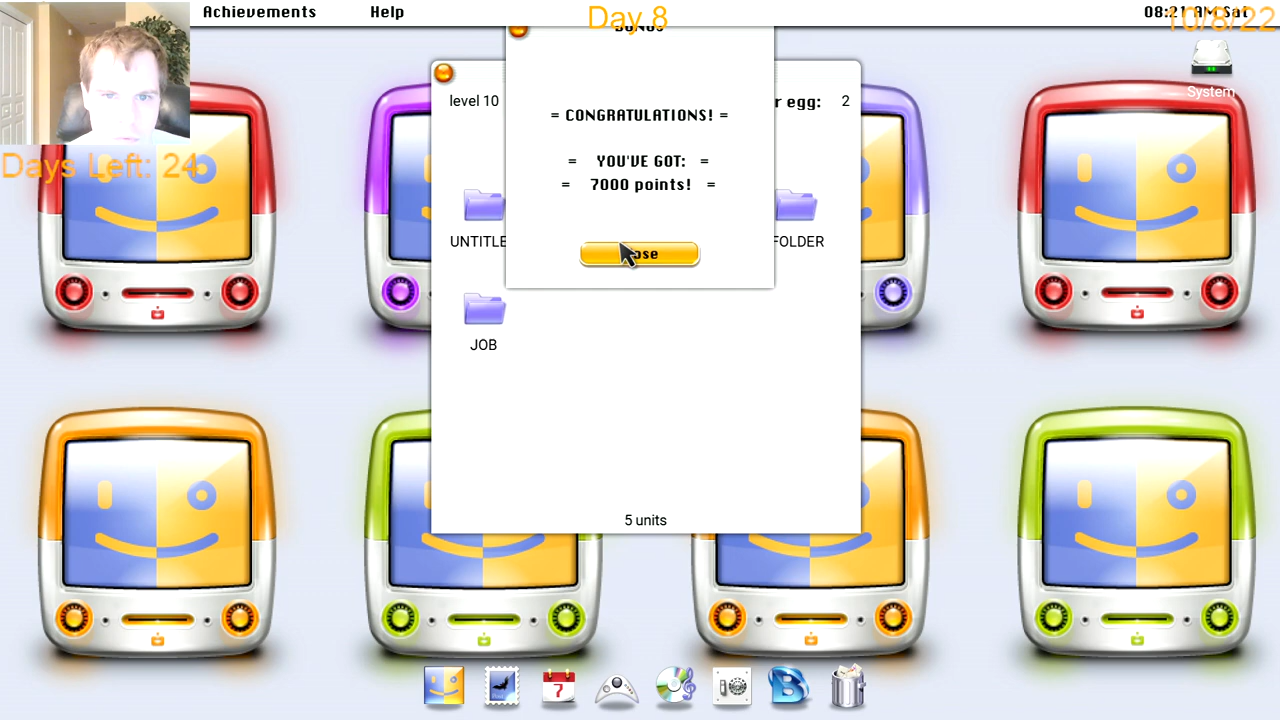 Achievements Help
Day 8
08:21 AM Sat
10/8/22
System
Days Left: 24
level 10
r egg: 2
= CONGRATULATIONS! =
= YOU'VE GOT: =
= 7000 points! =
UNTITLE
FOLDER
JOB
5 units
7